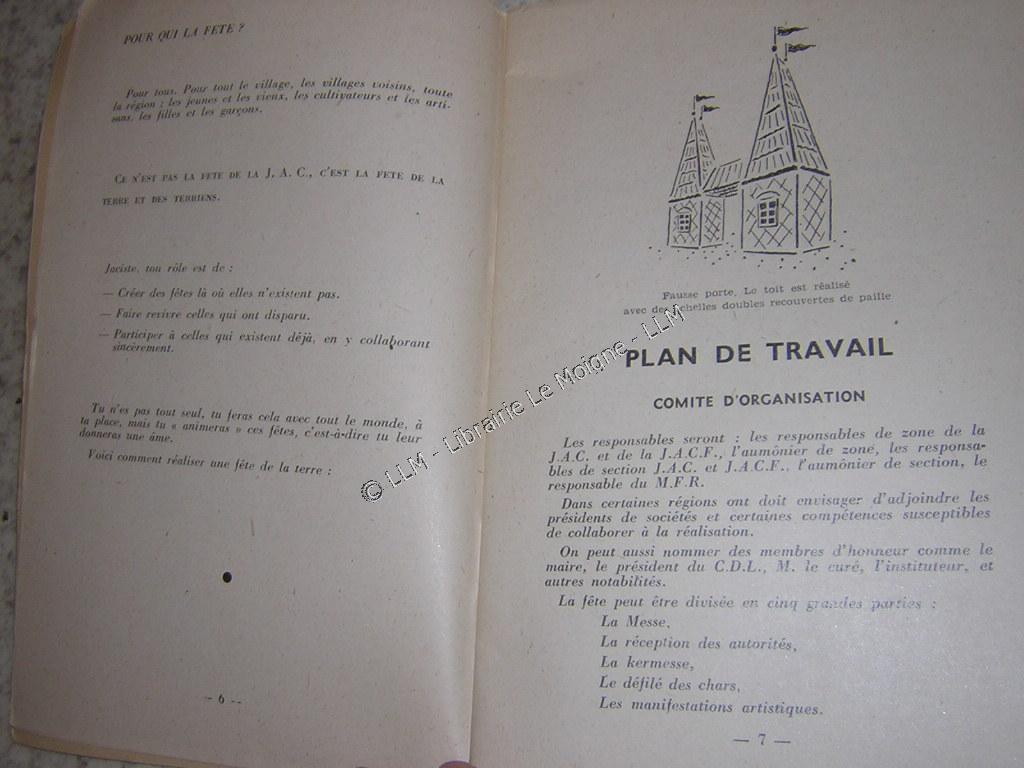 POUR QUI LA FETE ?
Pour tous. Pour tout le village, les villages voisins, toute
la région ; les jeunes et les vieux, les cultivateurs et les arti-
sans, les filles et les garçons.
CE N'EST PAS LA FETE DE LA J. A. C., C'EST LA FETE DE LA
TERRE ET DES TERRIENS.
Jaciste, ton rôle est de :
— Créer des fêtes là où elles n'existent pas.
— Faire revivre celles qui ont disparu.
— Participer à celles qui existent déjà, en y collaborant
sincèrement.
Tu n'es pas tout seul, tu feras cela avec tout le monde, à
ta place, mais tu « animeras » ces fêtes, c'est-à-dire tu leur
donneras une âme.
Voici comment réaliser une fête de la terre :
— 6 —
Fausse porte. Le toit est réalisé
avec des échelles doubles recouvertes de paille
PLAN DE TRAVAIL
COMITE D'ORGANISATION
Les responsables seront : les responsables de zone de la
J.A.C. et de la J.A.C.F., l'aumônier de zone, les responsa-
bles de section J.A.C. et J.A.C.F., l'aumônier de section, le
responsable du M.F.R.
Dans certaines régions ont doit envisager d'adjoindre les
présidents de sociétés et certaines compétences susceptibles
de collaborer à la réalisation.
On peut aussi nommer des membres d'honneur comme le
maire, le président du C.D.L., M. le curé, l'instituteur, et
autres notabilités.
La fête peut être divisée en cinq grandes parties :
La Messe,
La réception des autorités,
La kermesse,
Le défilé des chars,
Les manifestations artistiques.
— 7 —
© LLM - Librairie Le Moigne - LLM